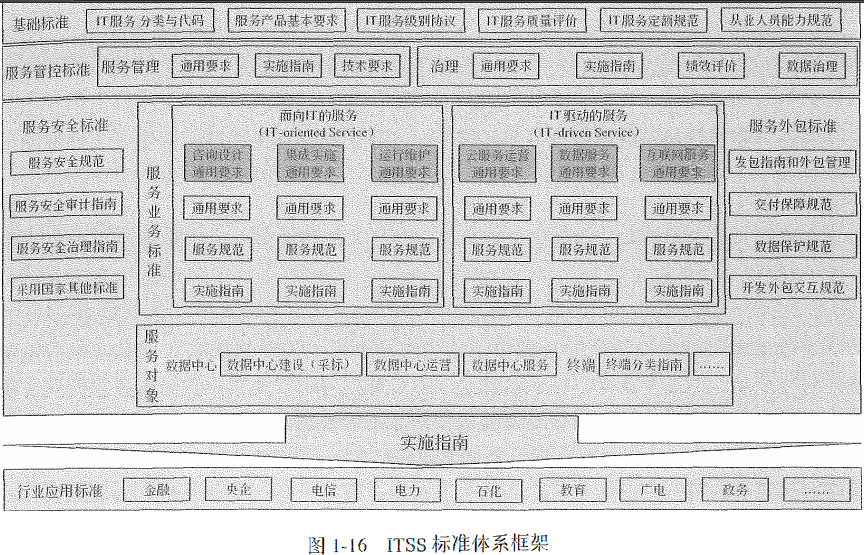 基础标准 IT服务 分类与代码 服务产品基本要求 IT服务级别协议 IT服务质量评价 IT服务定额规范 从业人员能力规范
服务管控标准 服务管理 通用要求 实施指南 技术要求 治理 通用要求 实施指南 绩效评价 数据治理
服务安全标准
服务安全规范
服务安全审计指南
服务安全治理指南
采用国家其他标准
服务业务标准
面向IT的服务
(IT-oriented Service)
咨询设计 集成实施 运行维护
通用要求 通用要求 通用要求
通用要求 通用要求 通用要求
服务规范 服务规范 服务规范
实施指南 实施指南 实施指南
IT驱动的服务
(IT-driven Service)
云服务运营 数据服务 互联网服务
通用要求 通用要求 通用要求
通用要求 通用要求 通用要求
服务规范 服务规范 服务规范
实施指南 实施指南 实施指南
服务外包标准
发包指南和外包管理
交付保障规范
数据保护规范
开发外包交互规范
服务对象
数据中心 数据中心建设（采标） 数据中心运营 数据中心服务 终端 终端分类指南 ……
实施指南
行业应用标准 金融 央企 电信 电力 石化 教育 广电 政务 ……
图 1-16 ITSS 标准体系框架